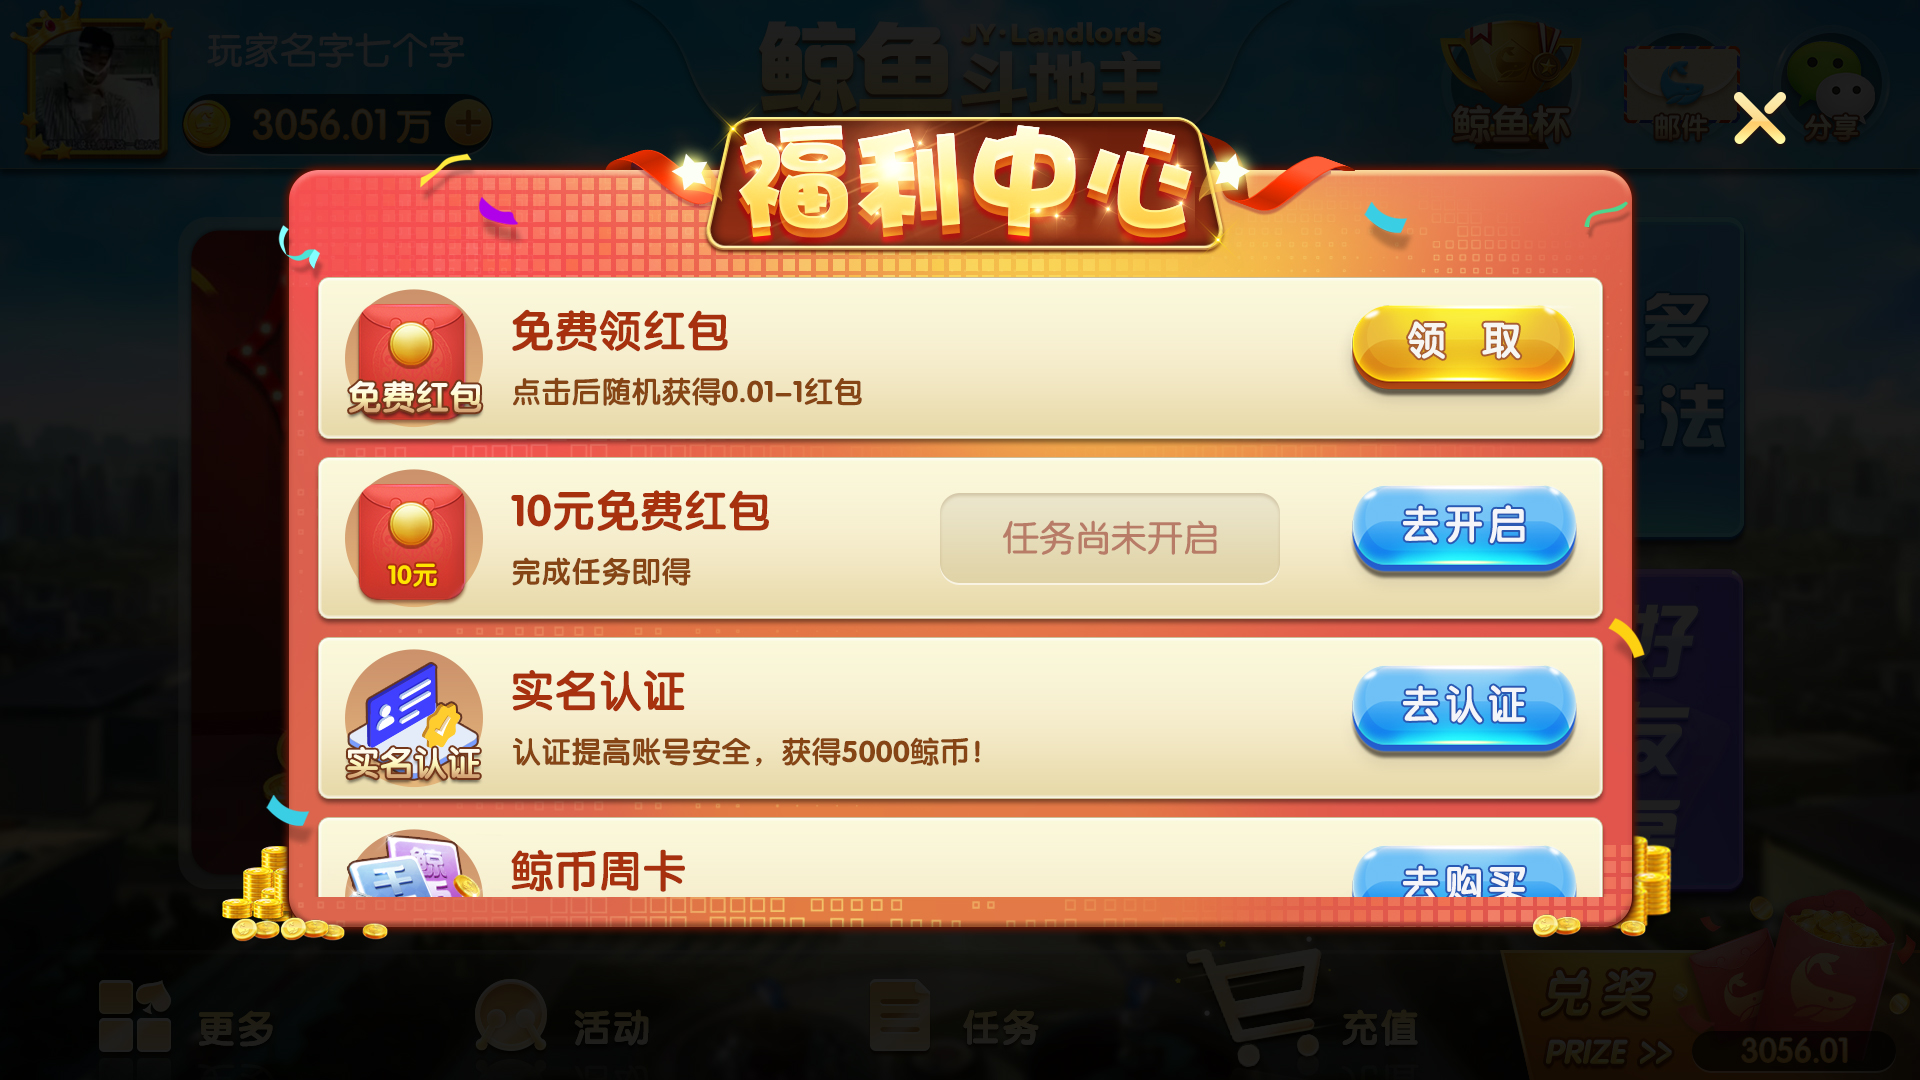 玩家名字七个字
3056.01万
鲸鱼斗地主
JY·Landlords
鲸鱼杯
邮件
分享
福利中心
免费红包
免费领红包
点击后随机获得0.01-1红包
领 取
10元
10元免费红包
完成任务即得
任务尚未开启
去开启
实名认证
实名认证
认证提高账号安全，获得5000鲸币！
去认证
鲸币周卡
去购买
多
法
好
友
更多
活动
任务
充值
兑奖
PRIZE >>
3056.01